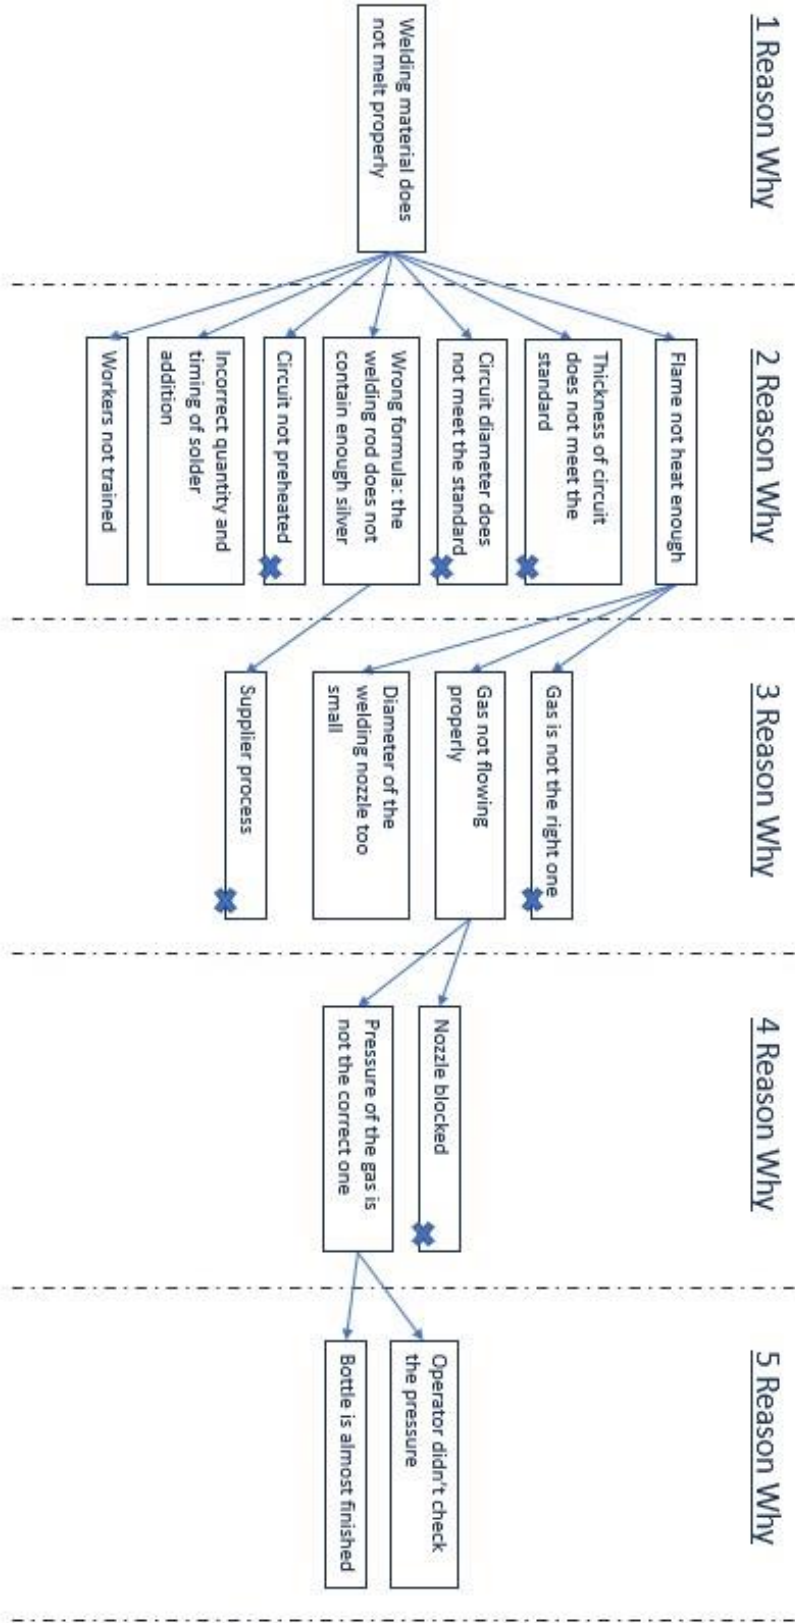 1 Reason Why
Welding material does
not melt properly
2 Reason Why
Flame not heat enough
Thickness of circuit
does not meet the
standard
Circuit diameter does
not meet the standard
Wrong formula: the
welding rod does not
contain enough silver
Circuit not preheated
Incorrect quantity and
timing of solder
addition
Workers not trained
3 Reason Why
Gas is not the right one
Gas not flowing
properly
Diameter of the
welding nozzle too
small
Supplier process
4 Reason Why
Nozzle blocked
Pressure of the gas is
not the correct one
5 Reason Why
Operator didn't check
the pressure
Bottle is almost finished